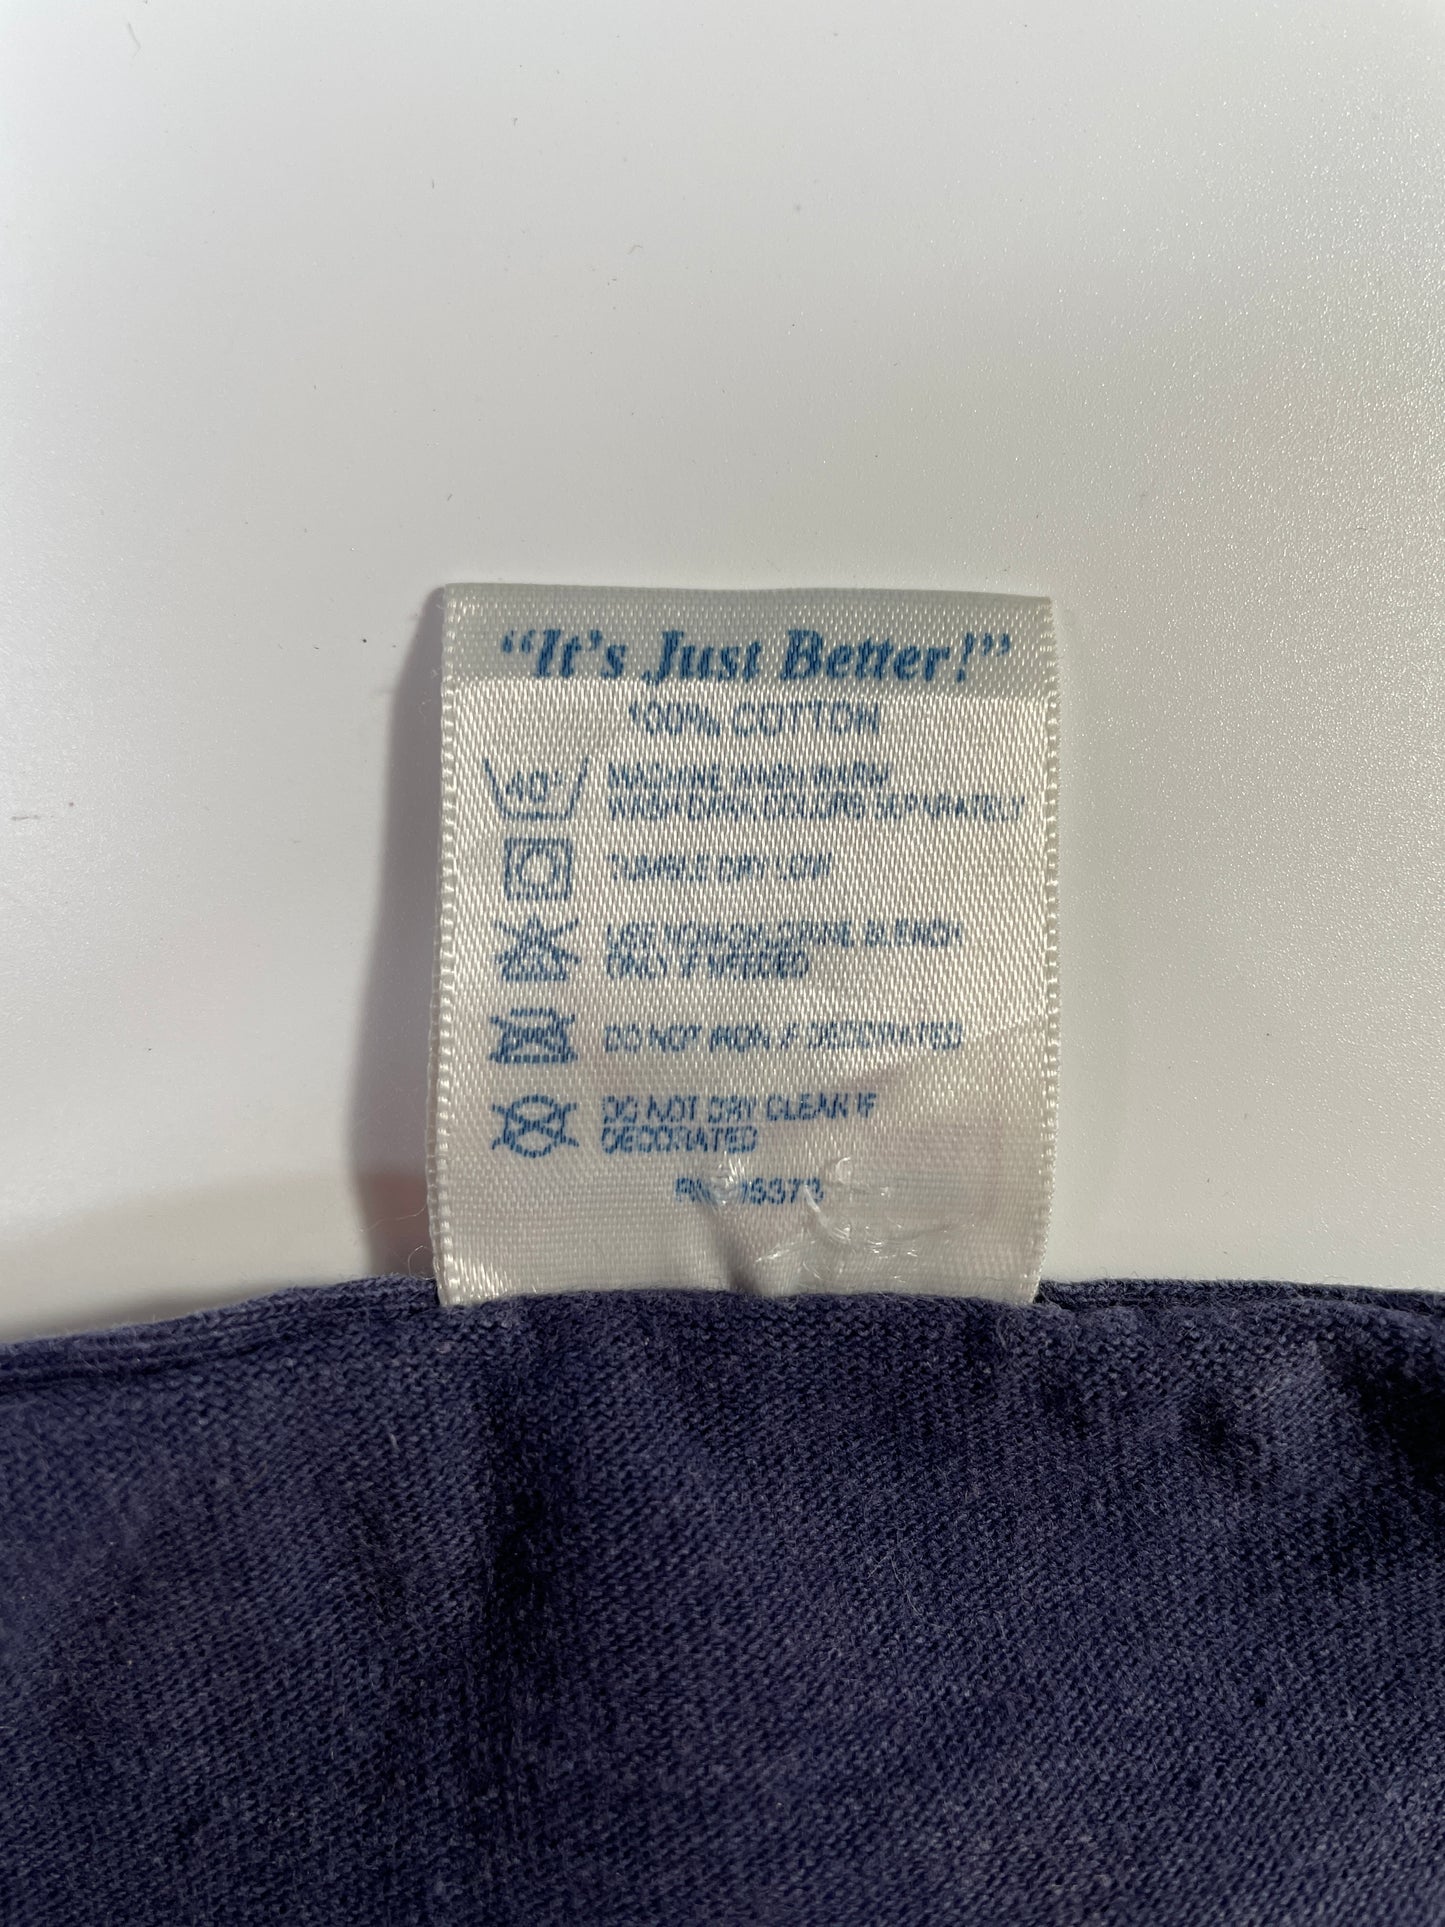 “It's Just Better!”
100% COTTON
MACHINE WASH WARM
WASH DARK COLORS SEPARATELY
TUMBLE DRY LOW
USE NON-CHLORINE BLEACH
ONLY IF NEEDED
DO NOT IRON IF DECORATED
DO NOT DRY CLEAN IF
DECORATED